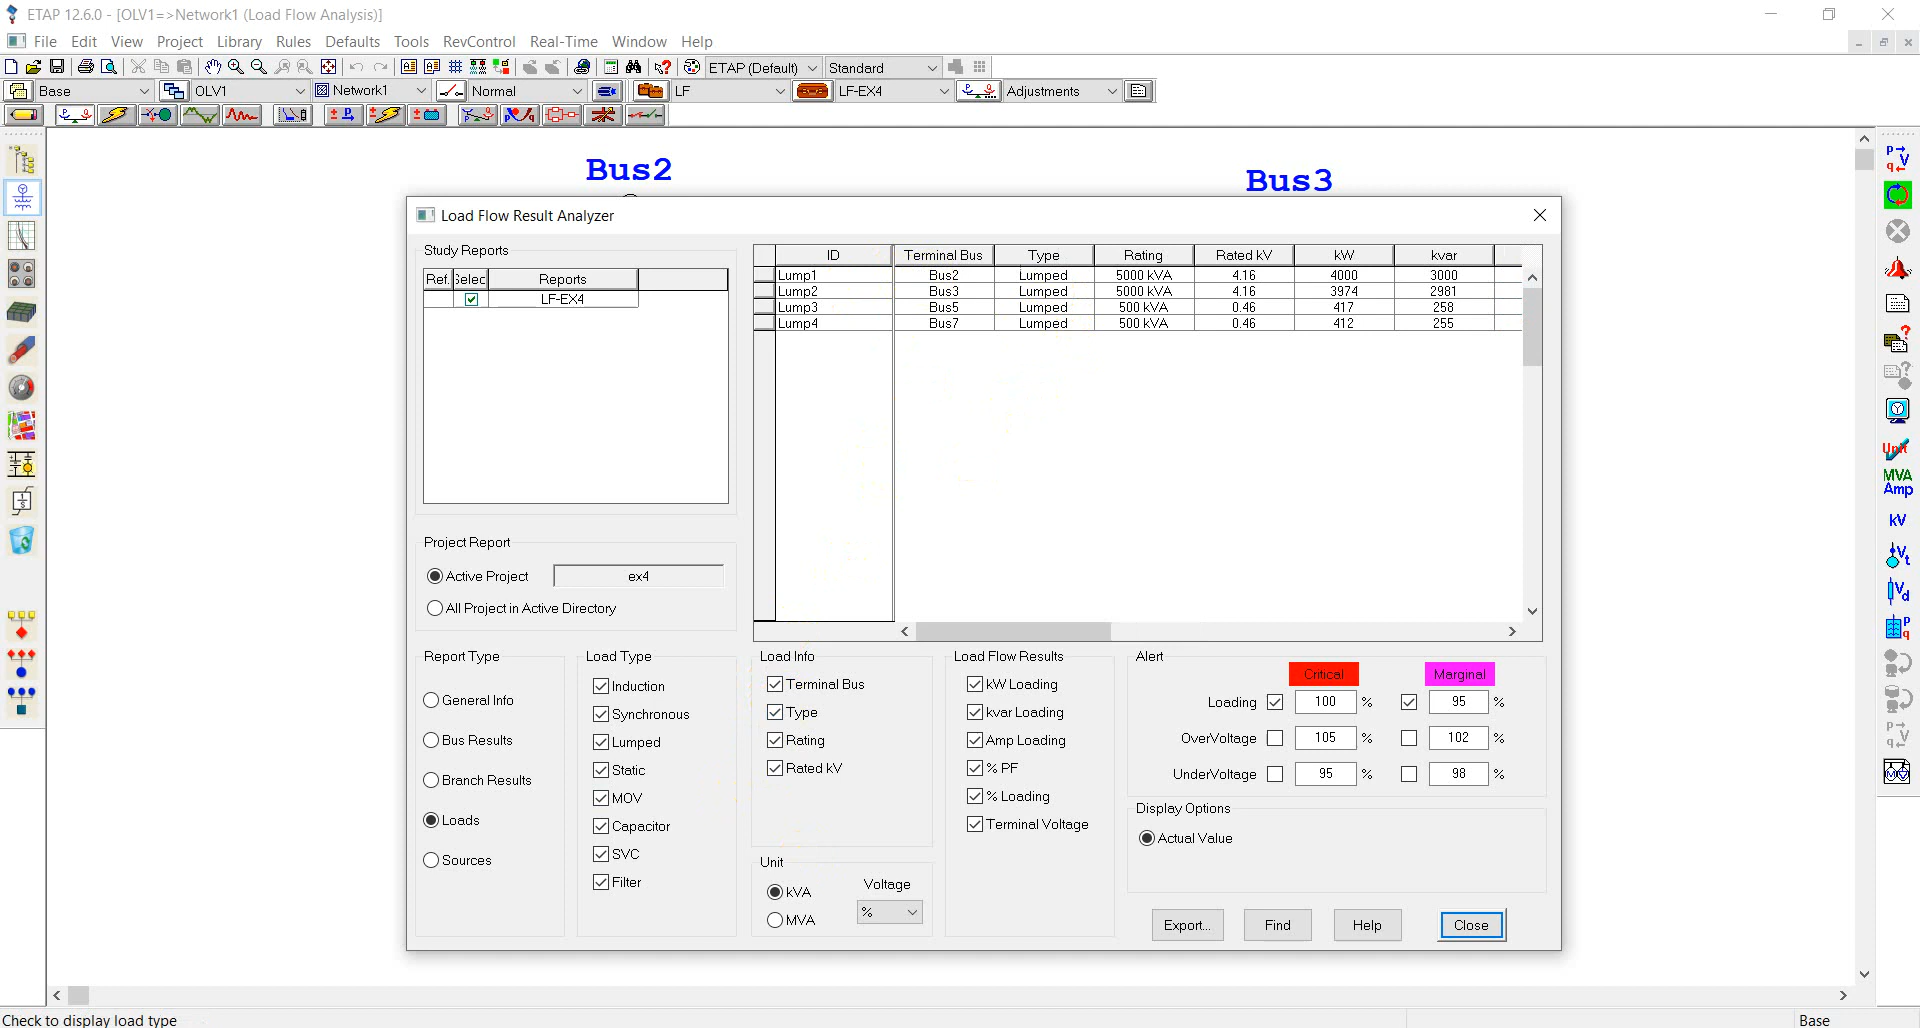 ETAP 12.6.0 - [OLV1=>Network1 (Load Flow Analysis)]
File Edit View Project Library Rules Defaults Tools RevControl Real-Time Window Help
ETAP (Default) Standard
Base OLV1 Network1 Normal LF LF-EX4 Adjustments
Bus2
Bus3
Load Flow Result Analyzer
Study Reports
Ref. Selec Reports
LF-EX4
ID Terminal Bus Type Rating Rated kV kW kvar
Lump1 Bus2 Lumped 5000 kVA 4.16 4000 3000
Lump2 Bus3 Lumped 5000 kVA 4.16 3974 2981
Lump3 Bus5 Lumped 500 kVA 0.46 417 258
Lump4 Bus7 Lumped 500 kVA 0.46 412 255
Project Report
Active Project ex4
All Project in Active Directory
Report Type
General Info
Bus Results
Branch Results
Loads
Sources
Load Type
Induction
Synchronous
Lumped
Static
MOV
Capacitor
SVC
Filter
Load Info
Terminal Bus
Type
Rating
Rated kV
Unit
kVA
MVA
Voltage
%
Load Flow Results
kW Loading
kvar Loading
Amp Loading
% PF
% Loading
Terminal Voltage
Alert
Critical Marginal
Loading 100 % 95 %
OverVoltage 105 % 102 %
UnderVoltage 95 % 98 %
Display Options
Actual Value
Export... Find Help Close
MVA
Amp
kV
Check to display load type
Base